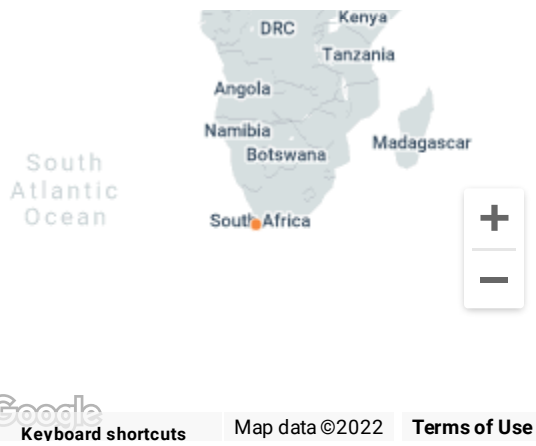 Kenya
DRC
Tanzania
Angola
Namibia
Madagascar
Botswana
South
Atlantic
Ocean
South Africa
+
−
Google
Keyboard shortcuts
Map data ©2022
Terms of Use